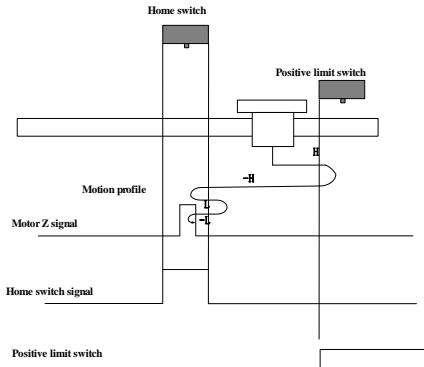 Home switch
Positive limit switch
H
-H
Motion profile
L
Motor Z signal
-L
Home switch signal
Positive limit switch